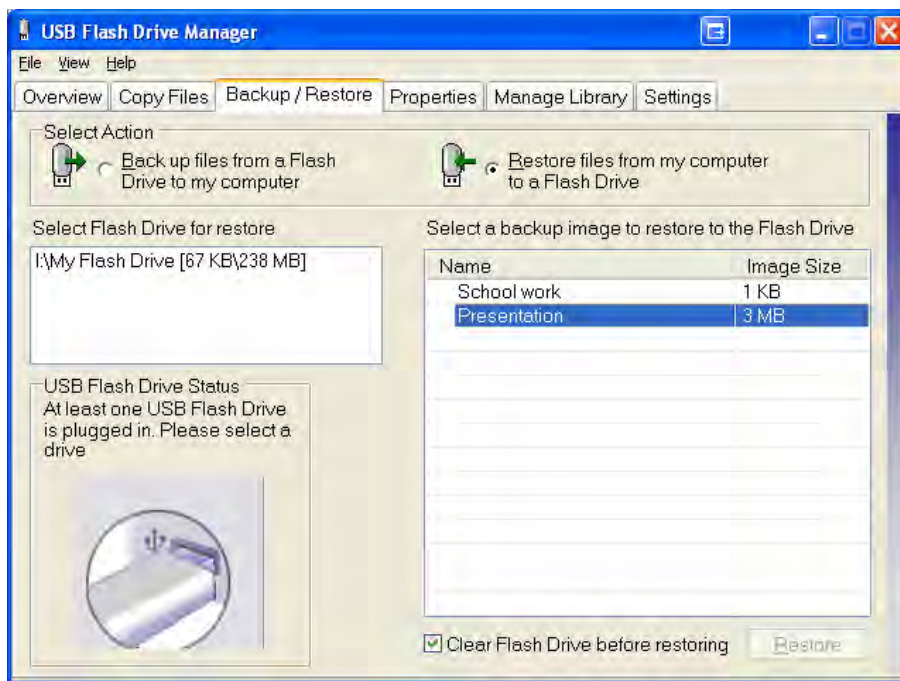 USB Flash Drive Manager
File View Help
Overview Copy Files Backup / Restore Properties Manage Library Settings
Select Action
Back up files from a Flash
Drive to my computer
Restore files from my computer
to a Flash Drive
Select Flash Drive for restore
I:\My Flash Drive [67 KB\238 MB]
USB Flash Drive Status
At least one USB Flash Drive
is plugged in. Please select a
drive
Select a backup image to restore to the Flash Drive
Name Image Size
School work 1 KB
Presentation 3 MB
Clear Flash Drive before restoring
Restore